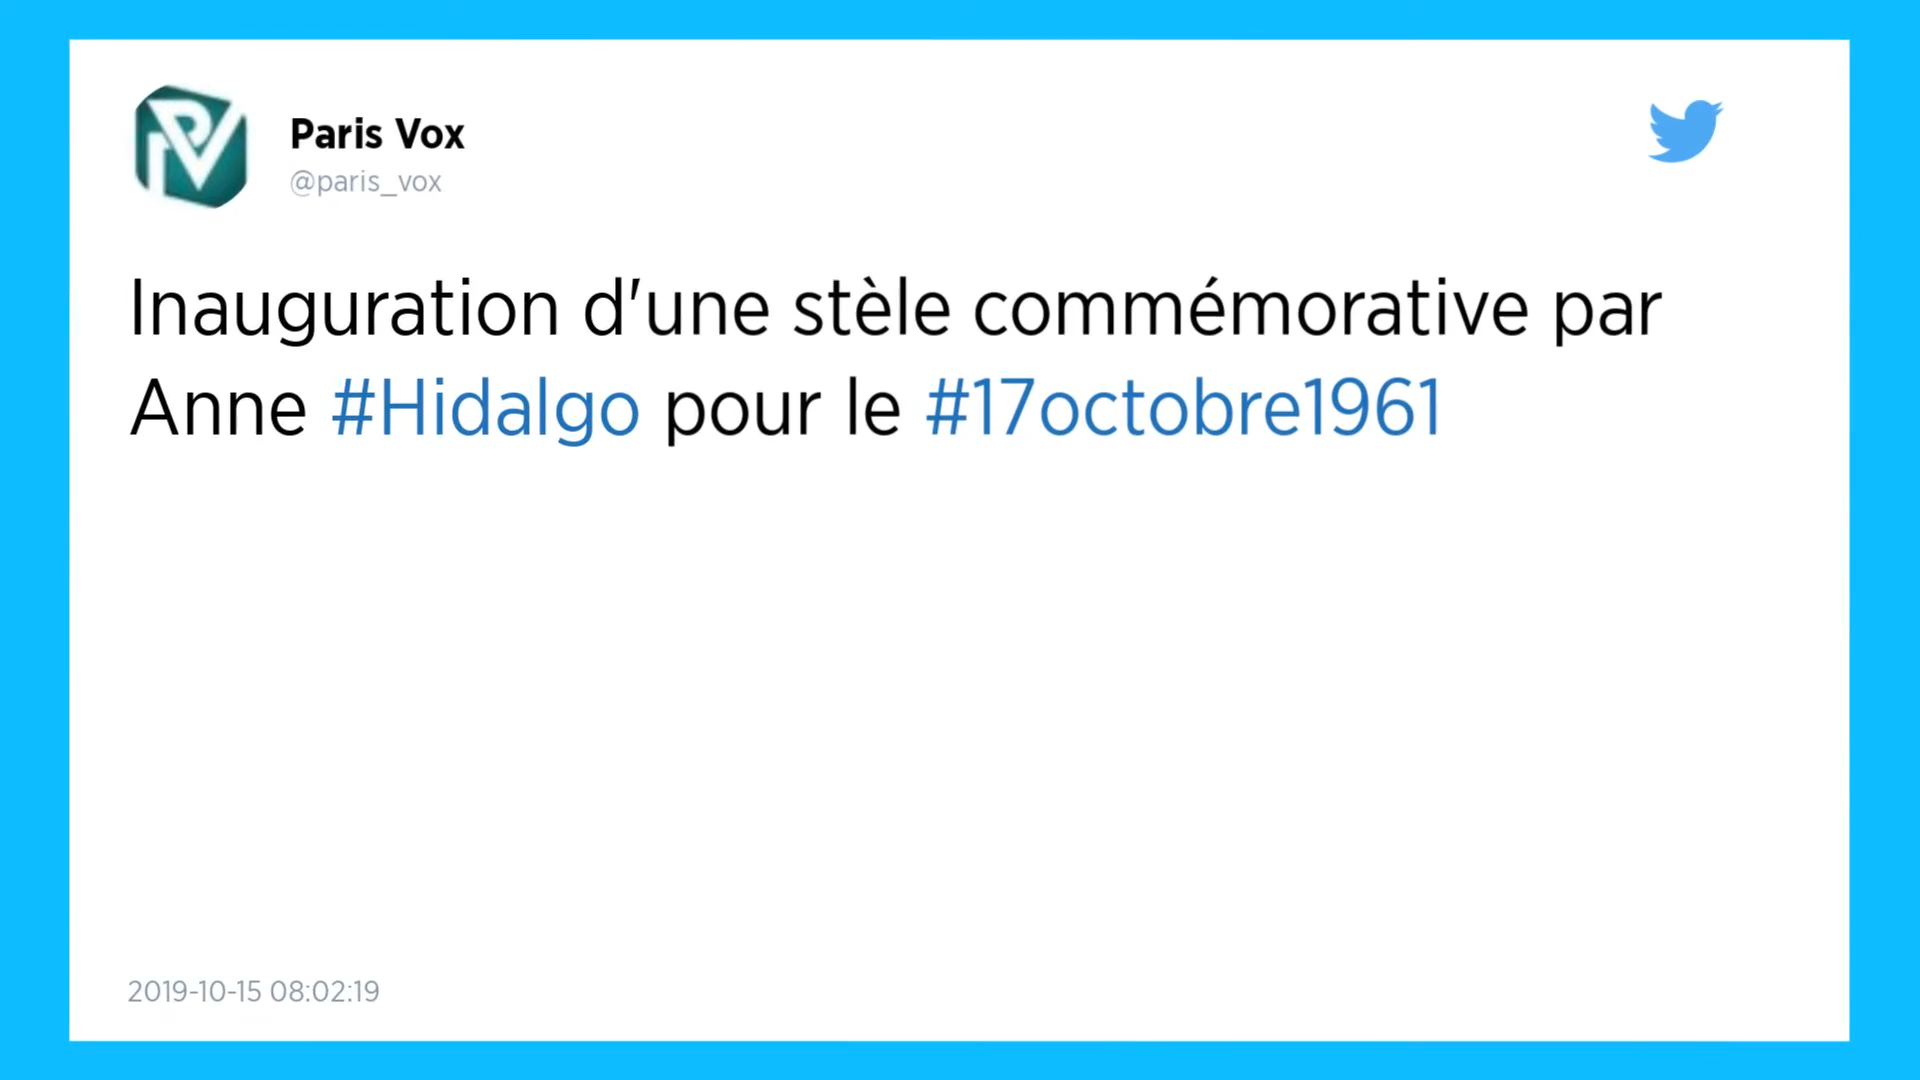 Paris Vox
@paris_vox
Inauguration d'une stèle commémorative par
Anne #Hidalgo pour le #17octobre1961
2019-10-15 08:02:19